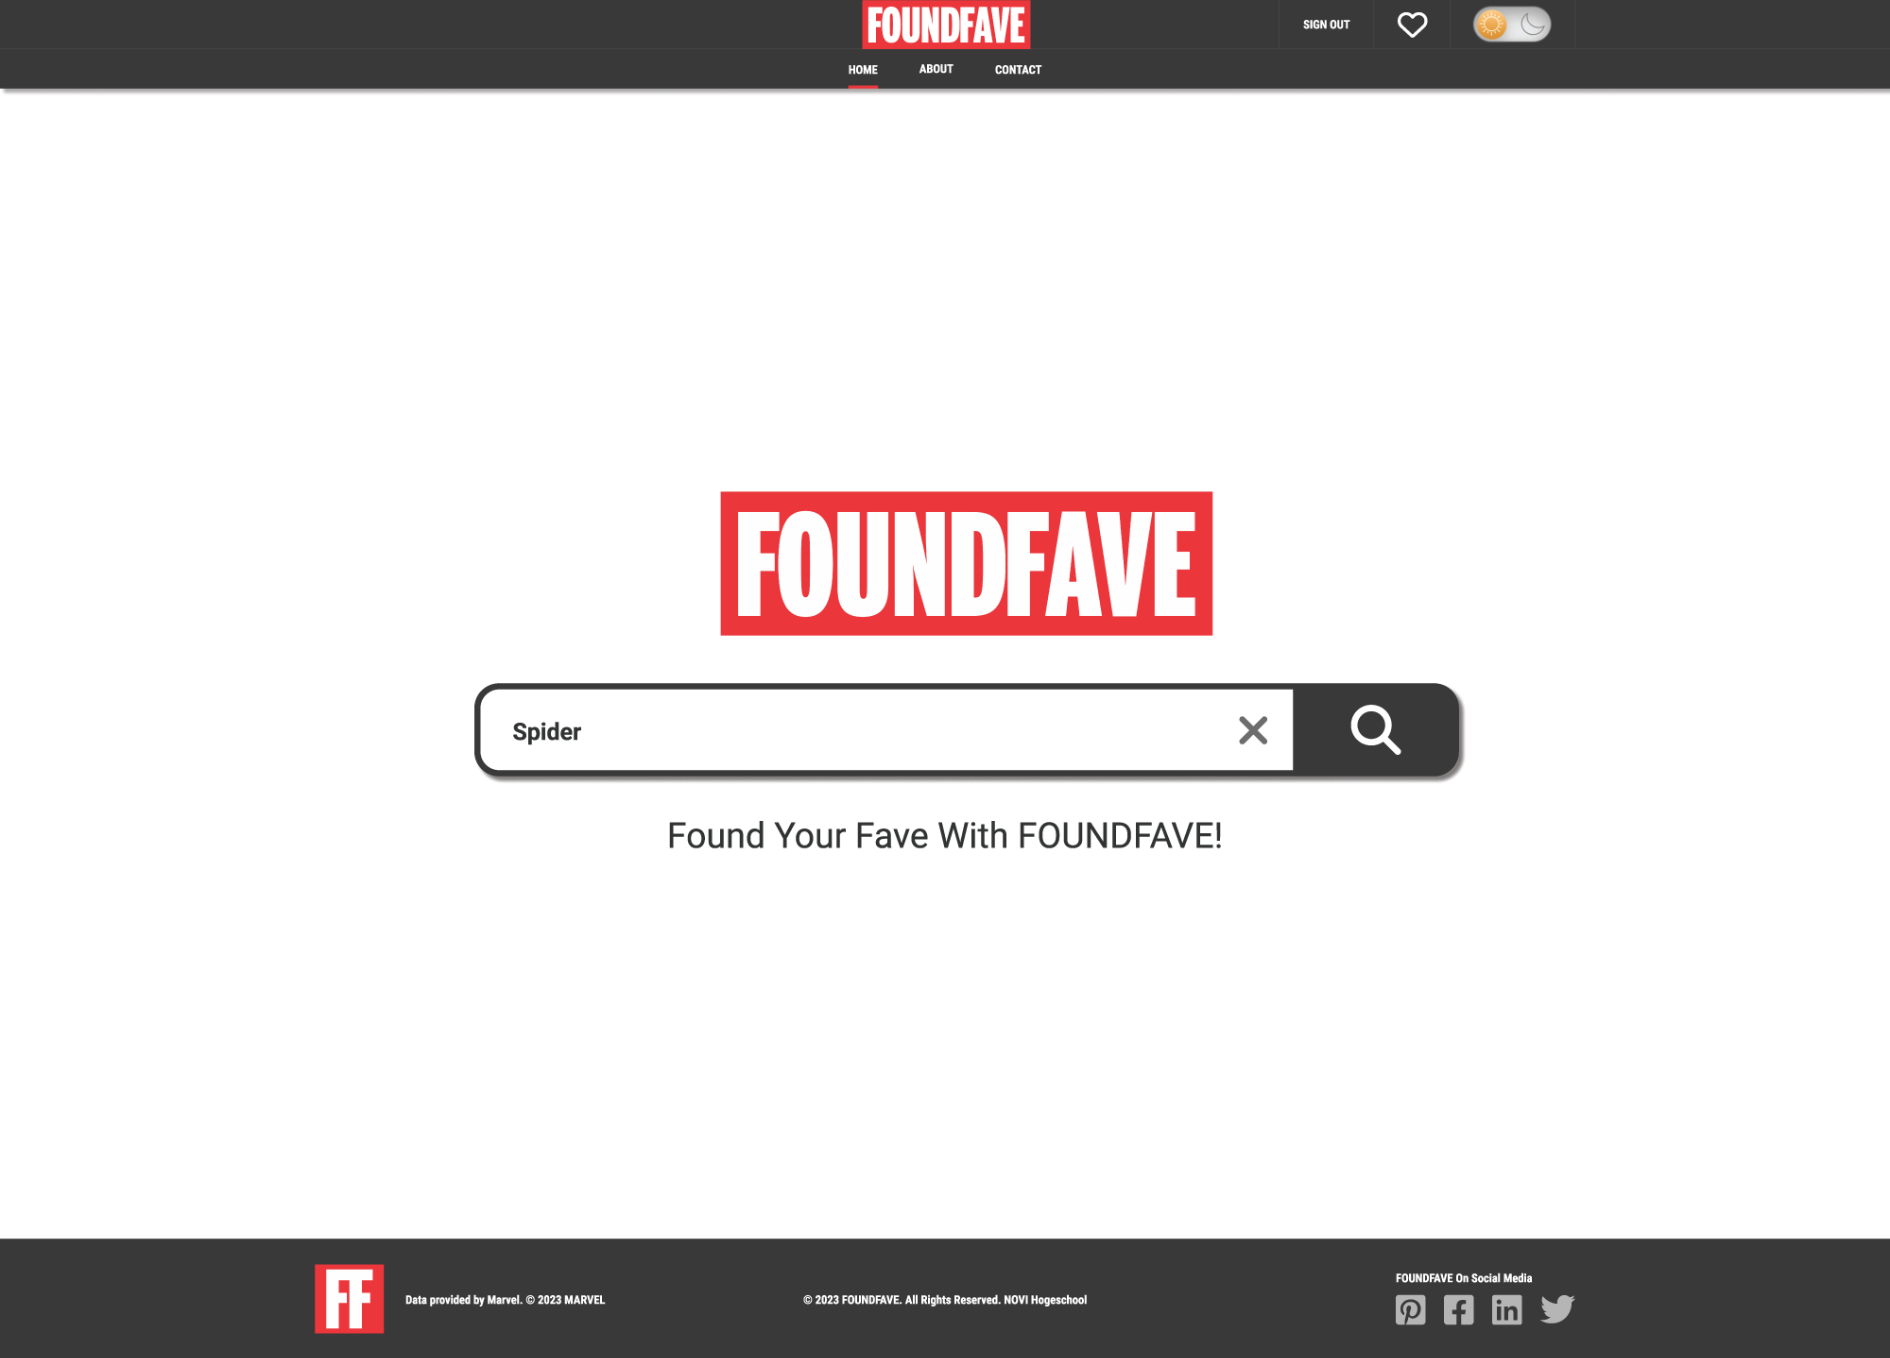 FOUNDFAVE
SIGN OUT
HOME
ABOUT
CONTACT
FOUNDFAVE
Spider
Found Your Fave With FOUNDFAVE!
FF
Data provided by Marvel. © 2023 MARVEL
© 2023 FOUNDFAVE. All Rights Reserved. NOVI Hogeschool
FOUNDFAVE On Social Media